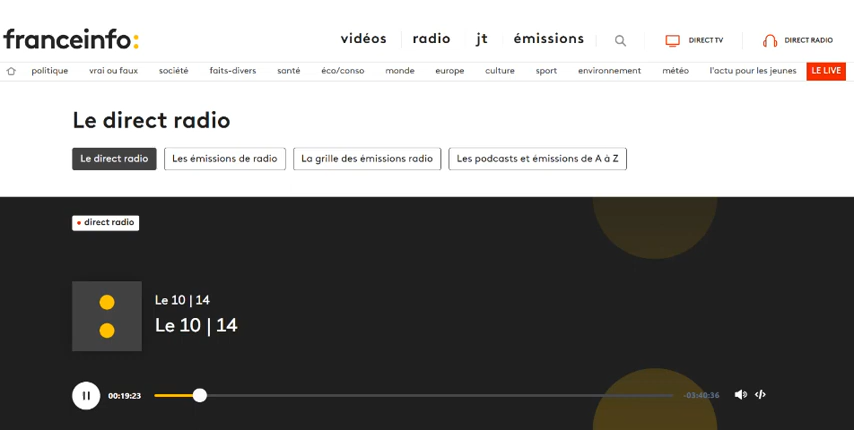 franceinfo:
vidéos radio jt émissions DIRECT TV DIRECT RADIO
politique vrai ou faux société faits-divers santé éco/conso monde europe culture sport environnement météo l'actu pour les jeunes LE LIVE
Le direct radio
Le direct radio Les émissions de radio La grille des émissions radio Les podcasts et émissions de A à Z
direct radio
Le 10 | 14
Le 10 | 14
00:19:23 -03:40:36